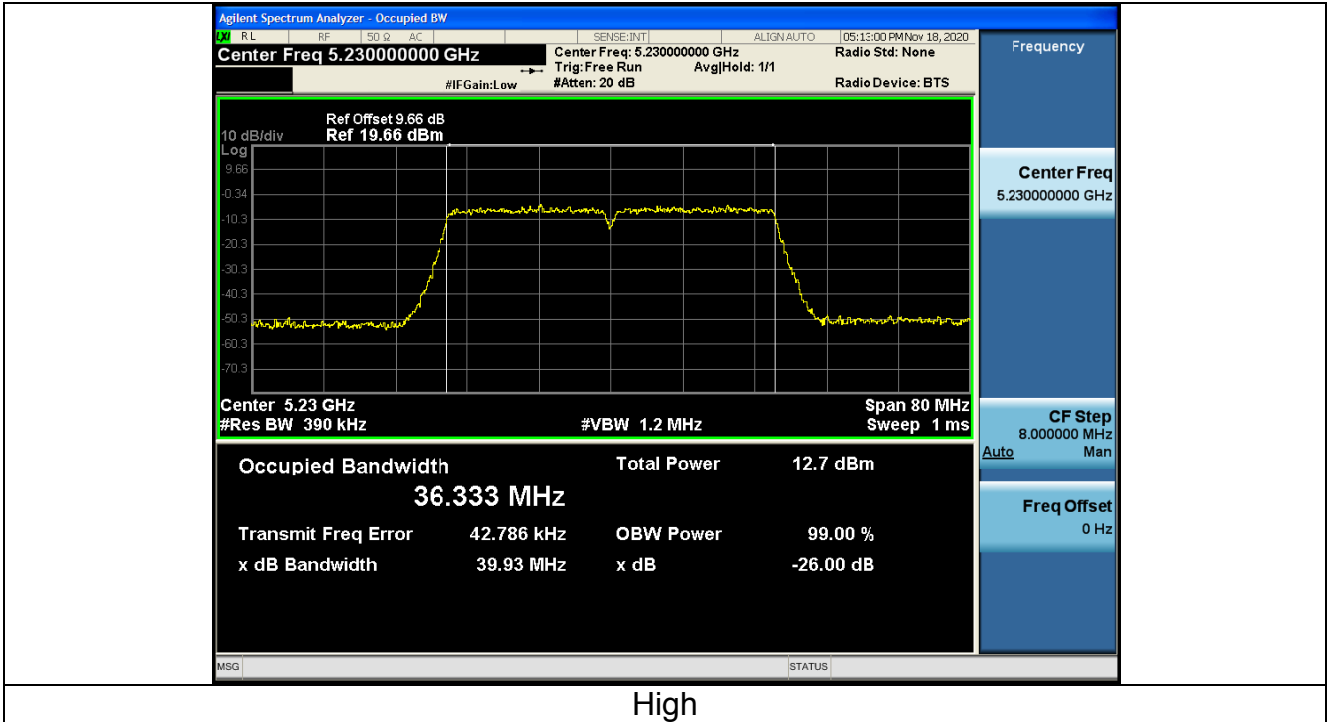 Agilent Spectrum Analyzer - Occupied BW
LXI RL RF 50 Ω AC SENSE:INT ALIGN AUTO 05:13:00 PM Nov 18, 2020
Center Freq 5.230000000 GHz
Center Freq: 5.230000000 GHz
Radio Std: None
Trig: Free Run Avg|Hold: 1/1
#IFGain:Low #Atten: 20 dB Radio Device: BTS
Frequency
Ref Offset 9.66 dB
10 dB/div Ref 19.66 dBm
Log
9.66
-0.34
-10.3
-20.3
-30.3
-40.3
-50.3
-60.3
-70.3
Center 5.23 GHz Span 80 MHz
#Res BW 390 kHz #VBW 1.2 MHz Sweep 1 ms
Center Freq
5.230000000 GHz
CF Step
8.000000 MHz
Auto Man
Freq Offset
0 Hz
Occupied Bandwidth Total Power 12.7 dBm
36.333 MHz
Transmit Freq Error 42.786 kHz OBW Power 99.00 %
x dB Bandwidth 39.93 MHz x dB -26.00 dB
MSG STATUS
High